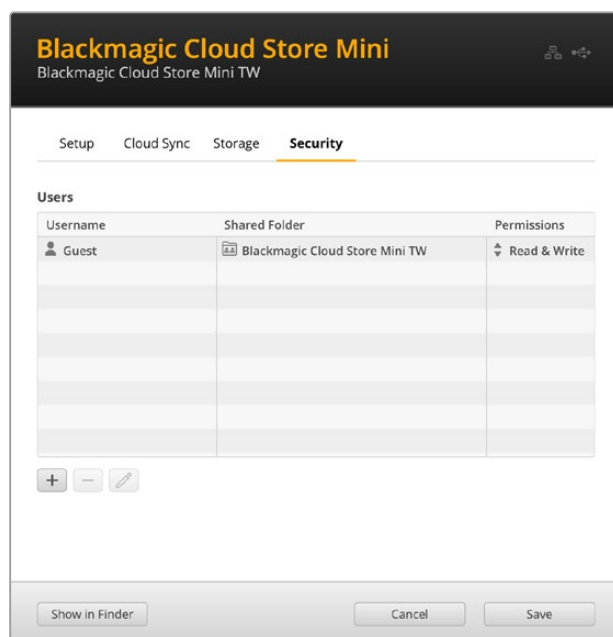 Blackmagic Cloud Store Mini
Blackmagic Cloud Store Mini TW
Setup Cloud Sync Storage Security
Users
Username Shared Folder Permissions
Guest Blackmagic Cloud Store Mini TW Read & Write
Show in Finder Cancel Save